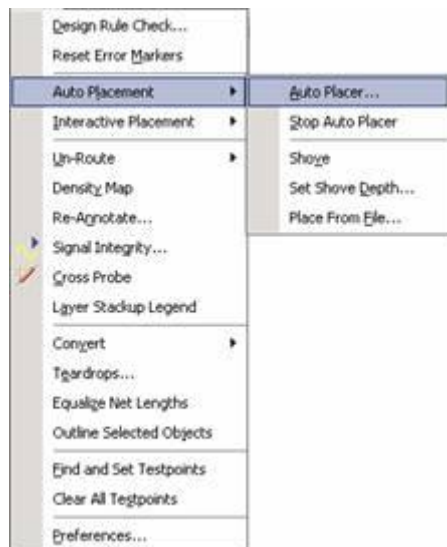 Design Rule Check...
Reset Error Markers
Auto Placement
Interactive Placement
Un-Route
Density Map
Re-Annotate...
Signal Integrity...
Cross Probe
Layer Stackup Legend
Convert
Teardrops...
Equalize Net Lengths
Outline Selected Objects
Find and Set Testpoints
Clear All Testpoints
Preferences...
Auto Placer...
Stop Auto Placer
Shove
Set Shove Depth...
Place From File...